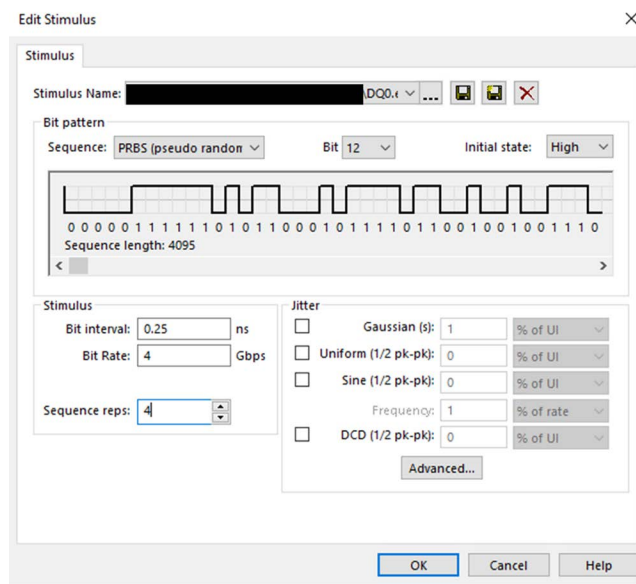 Edit Stimulus
Stimulus
Stimulus Name: \DQ0.e ...
Bit pattern
Sequence: PRBS (pseudo randon Bit 12 Initial state: High
0 0 0 0 0 1 1 1 1 1 1 0 1 0 1 1 0 0 0 1 0 1 1 1 1 0 1 1 0 0 1 0 0 1 1 1 0
Sequence length: 4095
Stimulus
Bit interval: 0.25 ns
Bit Rate: 4 Gbps
Sequence reps: 4
Jitter
Gaussian (s): 1 % of UI
Uniform (1/2 pk-pk): 0 % of UI
Sine (1/2 pk-pk): 0 % of UI
Frequency: 1 % of rate
DCD (1/2 pk-pk): 0 % of UI
Advanced...
OK Cancel Help